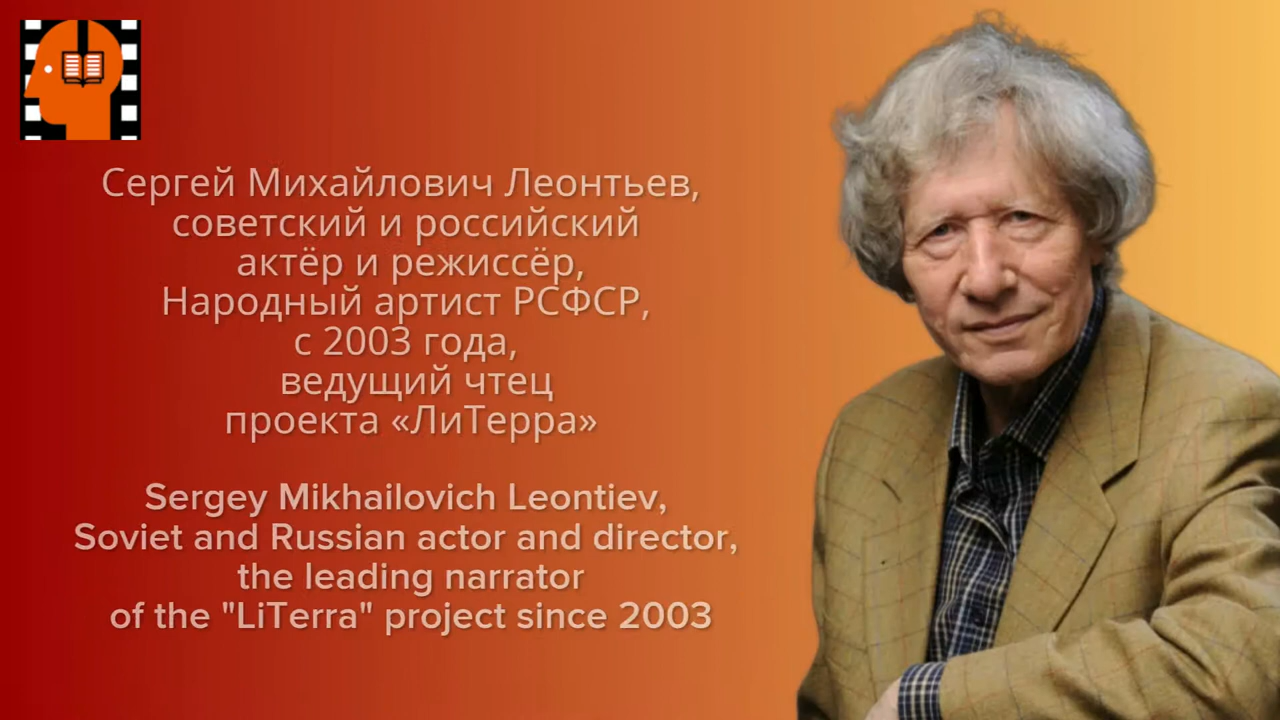 Сергей Михайлович Леонтьев,
советский и российский
актёр и режиссёр,
Народный артист РСФСР,
с 2003 года,
ведущий чтец
проекта «ЛиТерра»
Sergey Mikhailovich Leontiev,
Soviet and Russian actor and director,
the leading narrator
of the "LiTerra" project since 2003